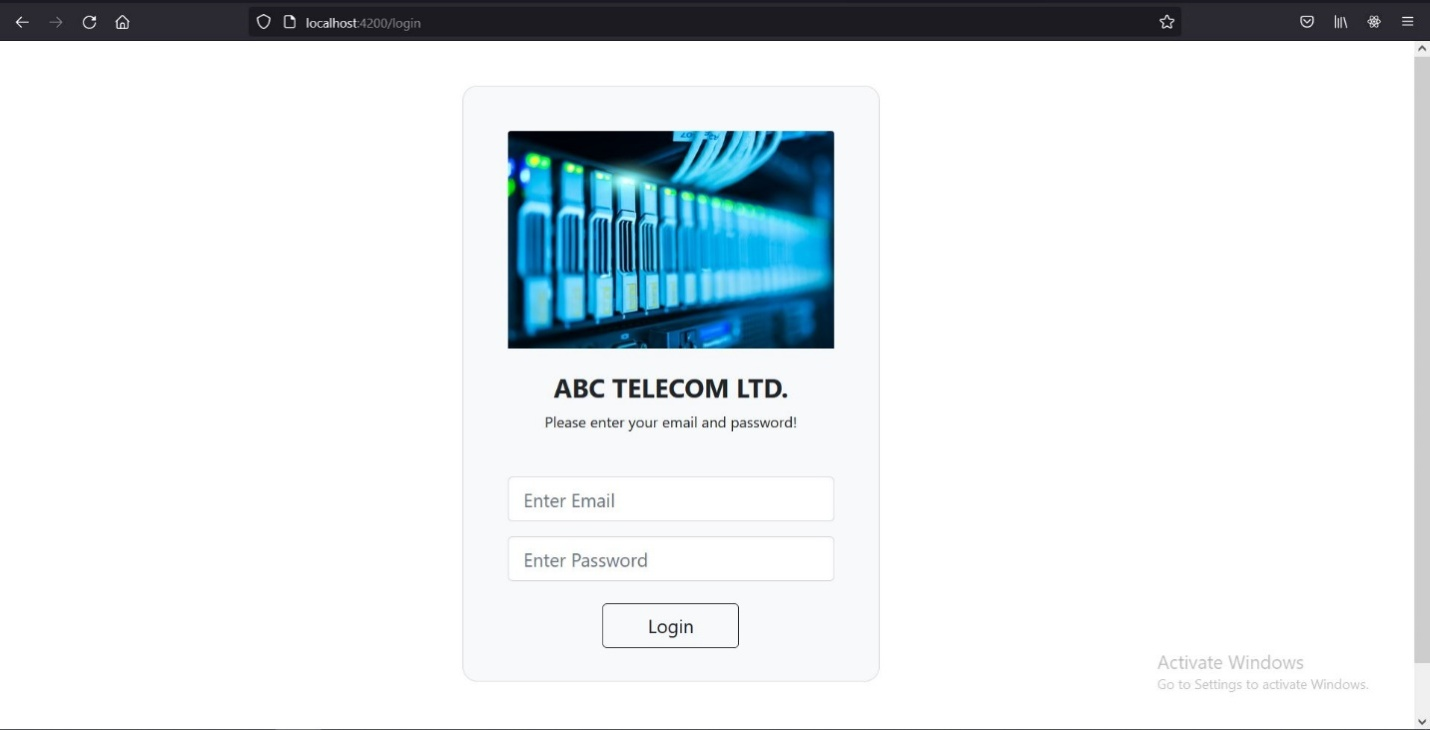 localhost:4200/login
ABC TELECOM LTD.
Please enter your email and password!
Enter Email
Enter Password
Login
Activate Windows
Go to Settings to activate Windows.